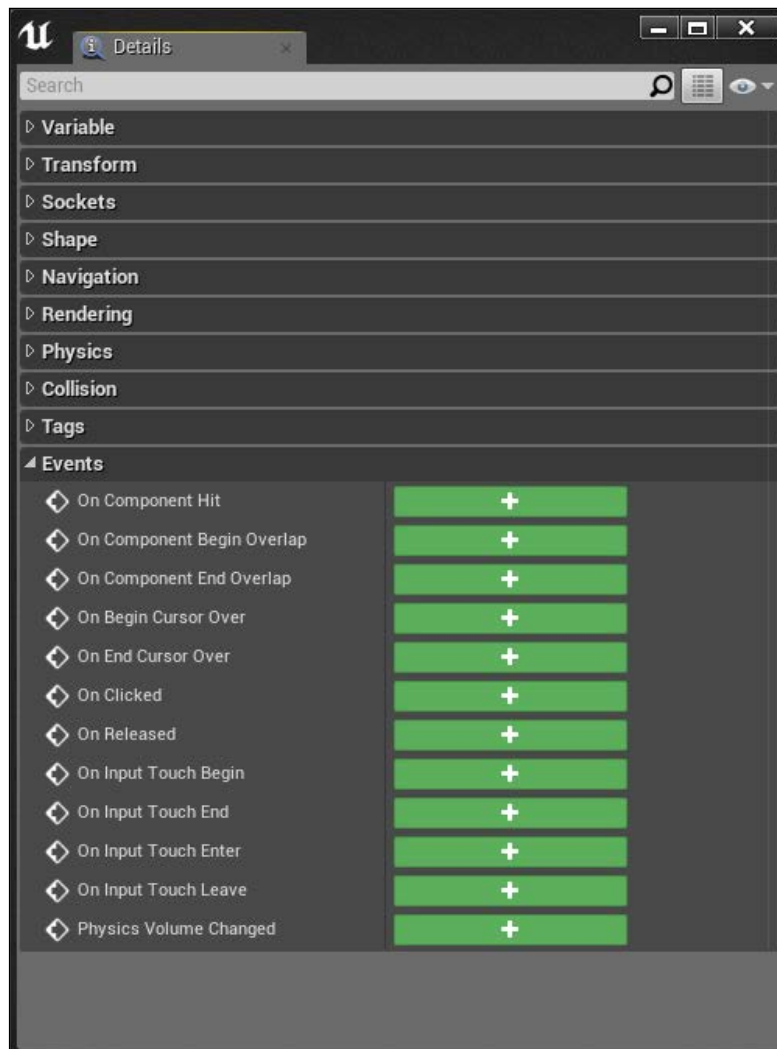 Details
Search
Variable
Transform
Sockets
Shape
Navigation
Rendering
Physics
Collision
Tags
Events
On Component Hit
On Component Begin Overlap
On Component End Overlap
On Begin Cursor Over
On End Cursor Over
On Clicked
On Released
On Input Touch Begin
On Input Touch End
On Input Touch Enter
On Input Touch Leave
Physics Volume Changed